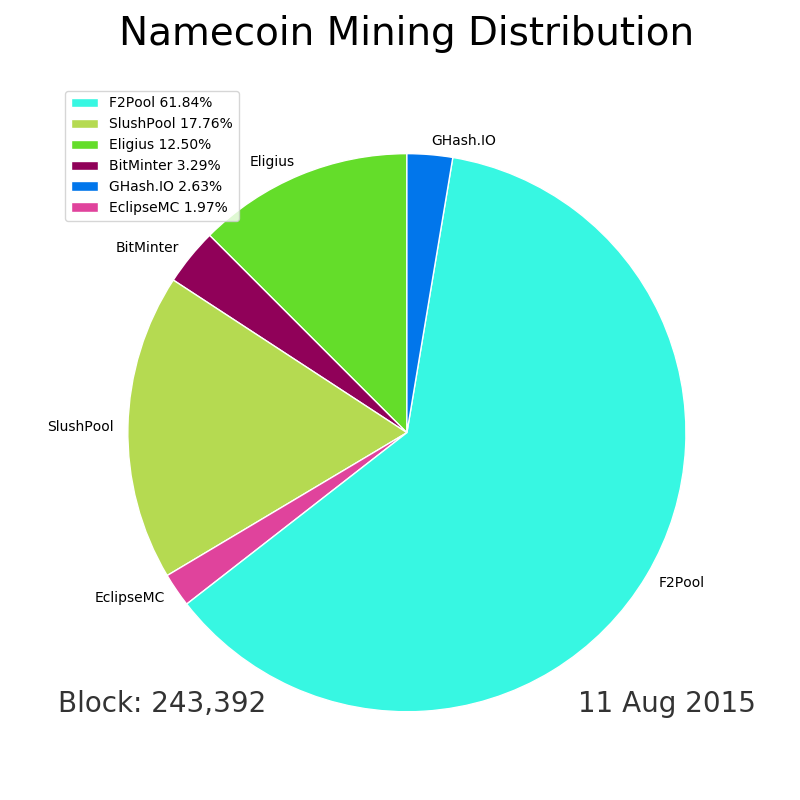 Namecoin Mining Distribution
F2Pool 61.84%
SlushPool 17.76%
Eligius 12.50%
BitMinter 3.29%
GHash.IO 2.63%
EclipseMC 1.97%
GHash.IO
Eligius
BitMinter
SlushPool
F2Pool
EclipseMC
Block: 243,392
11 Aug 2015